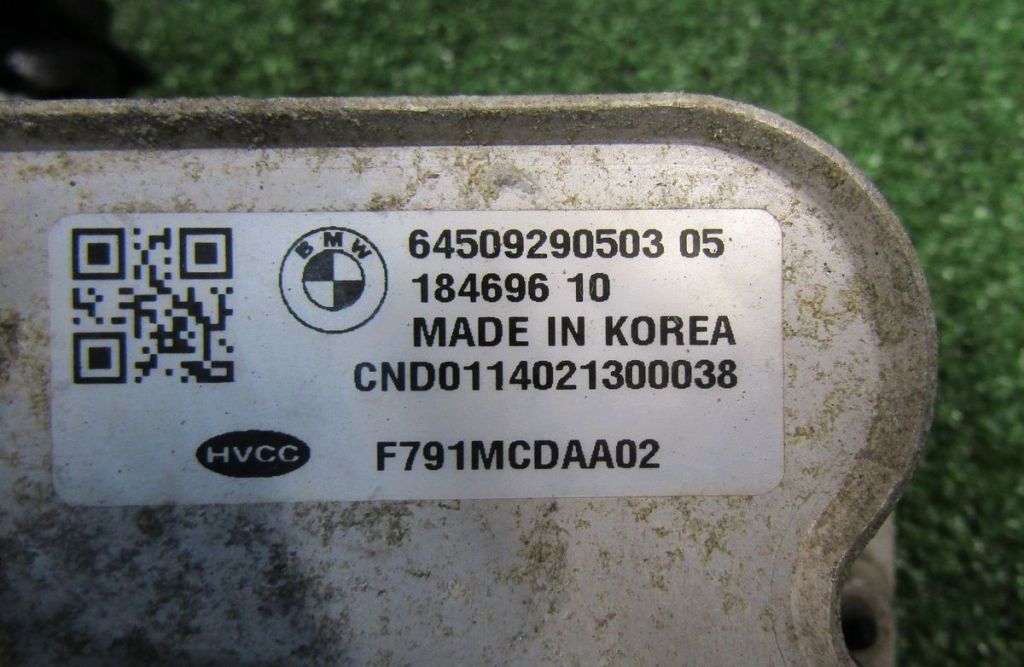 BMW
64509290503 05
184696 10
MADE IN KOREA
CND0114021300038
HVCC
F791MCDAA02